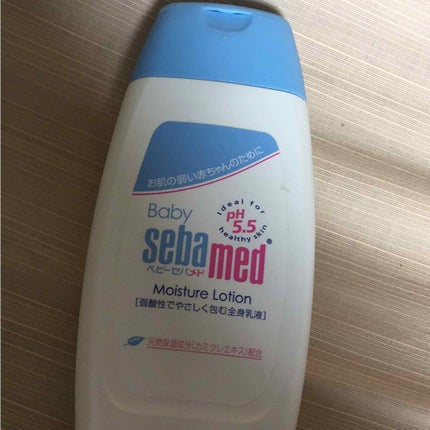 お肌の弱い赤ちゃんのために
Baby
Ideal for
pH
5.5
healthy skin
sebamed®
ベビーセバメド
Moisture Lotion
[弱酸性でやさしく包む全身乳液]
天然保湿成分(カミツレエキス)配合